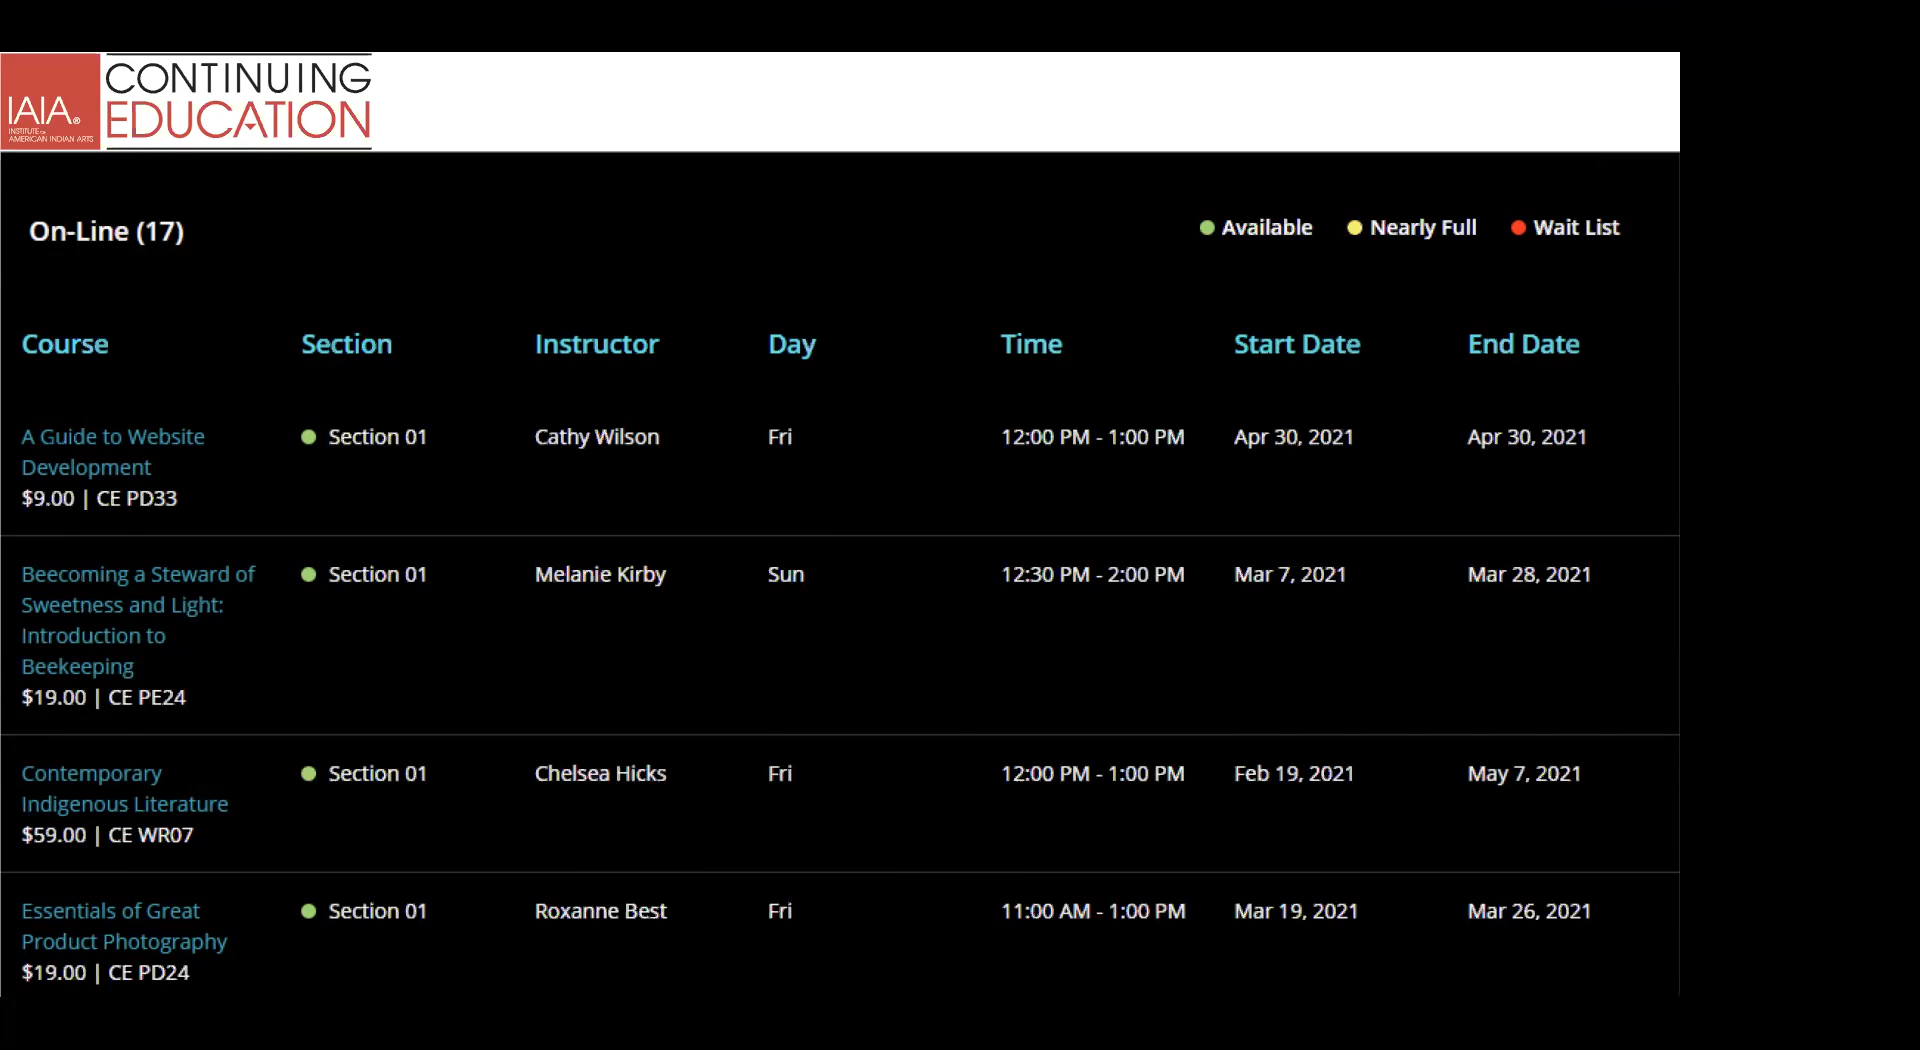 CONTINUING
EDUCATION
IAIA®
INSTITUTE OF
AMERICAN INDIAN ARTS
On-Line (17)
Available Nearly Full Wait List
Course Section Instructor Day Time Start Date End Date
A Guide to Website Section 01 Cathy Wilson Fri 12:00 PM - 1:00 PM Apr 30, 2021 Apr 30, 2021
Development
$9.00 | CE PD33
Beecoming a Steward of Section 01 Melanie Kirby Sun 12:30 PM - 2:00 PM Mar 7, 2021 Mar 28, 2021
Sweetness and Light:
Introduction to
Beekeeping
$19.00 | CE PE24
Contemporary Section 01 Chelsea Hicks Fri 12:00 PM - 1:00 PM Feb 19, 2021 May 7, 2021
Indigenous Literature
$59.00 | CE WR07
Essentials of Great Section 01 Roxanne Best Fri 11:00 AM - 1:00 PM Mar 19, 2021 Mar 26, 2021
Product Photography
$19.00 | CE PD24